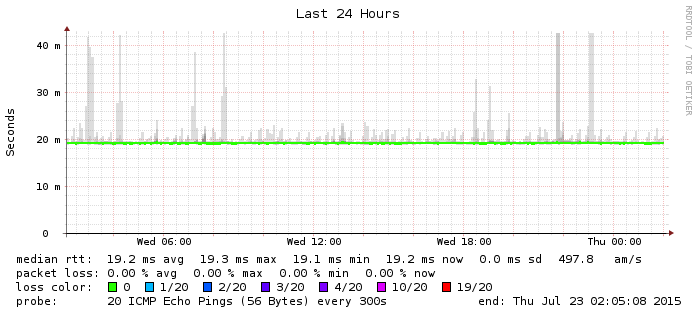 Last 24 Hours
RRDTOOL / TOBI OETIKER
Seconds
40 m
30 m
20 m
10 m
0
Wed 06:00 Wed 12:00 Wed 18:00 Thu 00:00
median rtt: 19.2 ms avg 19.3 ms max 19.1 ms min 19.2 ms now 0.0 ms sd 497.8 am/s
packet loss: 0.00 % avg 0.00 % max 0.00 % min 0.00 % now
loss color: 0 1/20 2/20 3/20 4/20 10/20 19/20
probe: 20 ICMP Echo Pings (56 Bytes) every 300s end: Thu Jul 23 02:05:08 2015